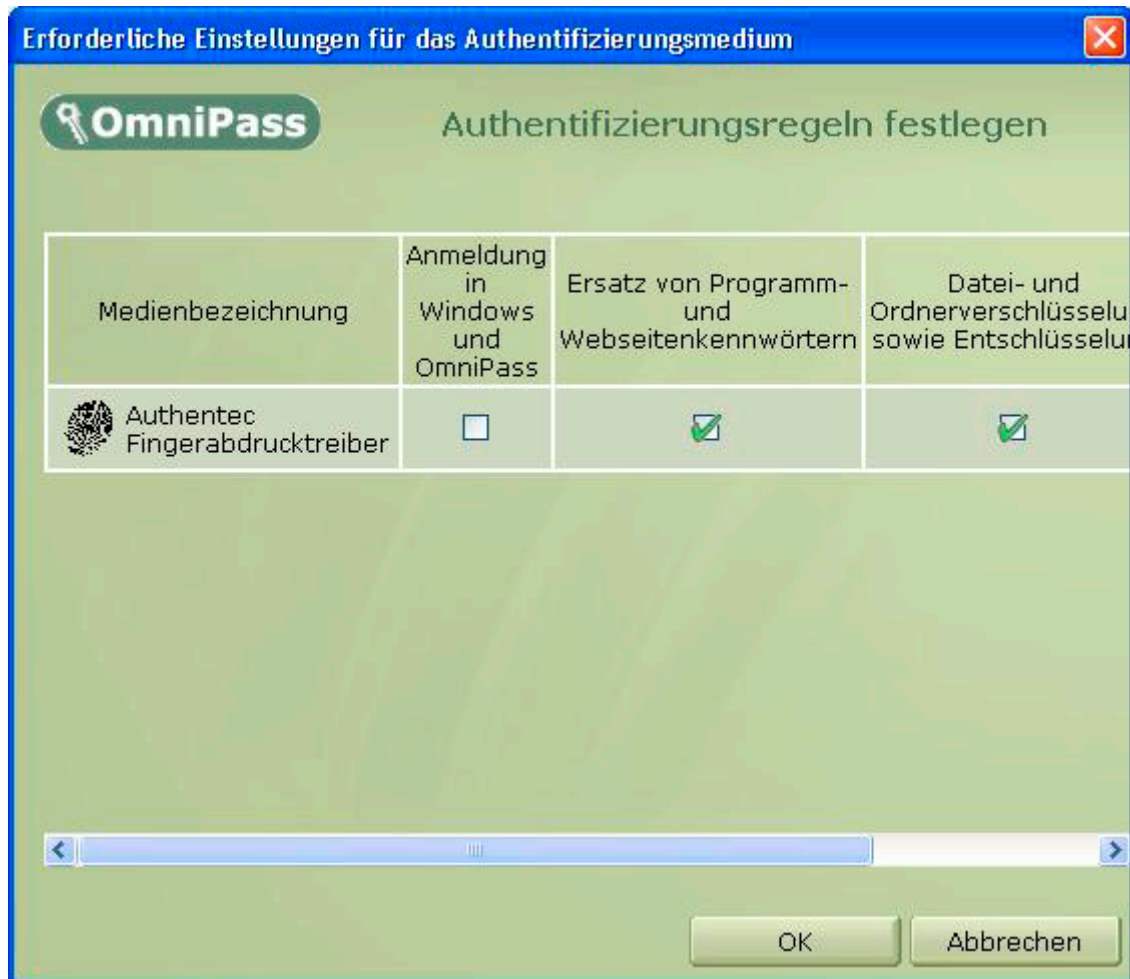 Erforderliche Einstellungen für das Authentifizierungsmedium
OmniPass
Authentifizierungsregeln festlegen
Medienbezeichnung
Anmeldung
in
Windows
und
OmniPass
Ersatz von Programm-
und
Webseitenkennwörtern
Datei- und
Ordnerverschlüsselu
sowie Entschlüsselu
Authentec
Fingerabdrucktreiber
OK
Abbrechen